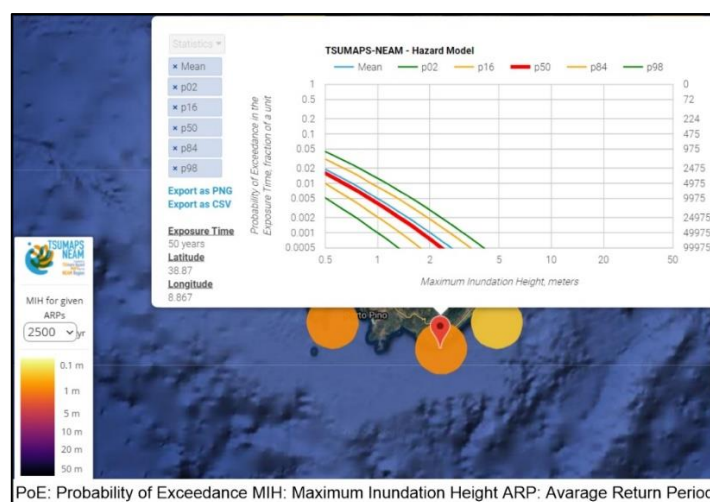 Statistics
× Mean
× p02
× p16
× p50
× p84
× p98
Export as PNG
Export as CSV
Exposure Time
50 years
Latitude
38.87
Longitude
8.867
TSUMAPS-NEAM - Hazard Model
Mean p02 p16 p50 p84 p98
Probability of Exceedance in the
Exposure Time, fraction of a unit
1 0
0.5 72
0.2 224
0.1 475
0.05 975
0.02 2475
0.01 4975
0.005
0.002 24975
0.001 49975
0.0005 99975
0.5 1 2 5 10 20 50
Maximum Inundation Height, meters
TSUMAPS
NEAM
MIH for given
ARPs
2500 yr
0.1 m
1 m
5 m
10 m
20 m
50 m
to Pino
PoE: Probability of Exceedance MIH: Maximum Inundation Height ARP: Avarage Return Period